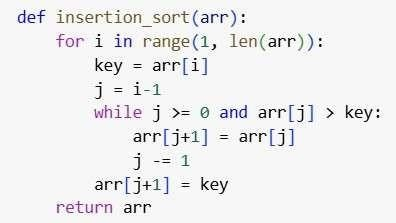 def insertion_sort(arr):
    for i in range(1, len(arr)):
        key = arr[i]
        j = i-1
        while j >= 0 and arr[j] > key:
            arr[j+1] = arr[j]
            j -= 1
        arr[j+1] = key
    return arr